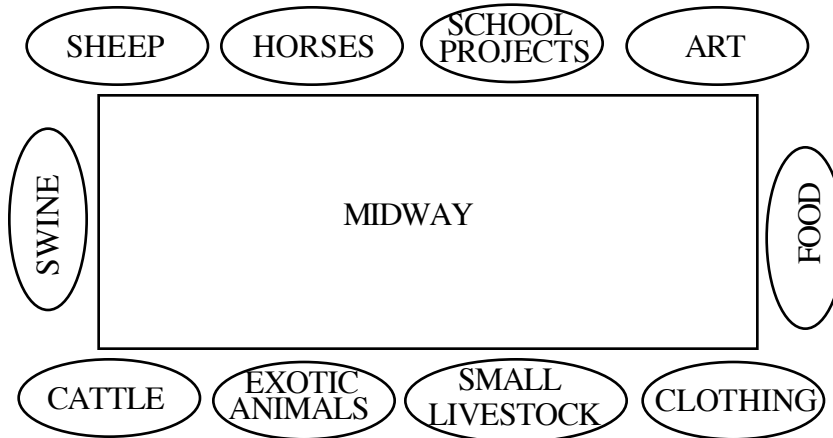 SHEEP
HORSES
SCHOOL
PROJECTS
ART
SWINE
MIDWAY
FOOD
CATTLE
EXOTIC
ANIMALS
SMALL
LIVESTOCK
CLOTHING